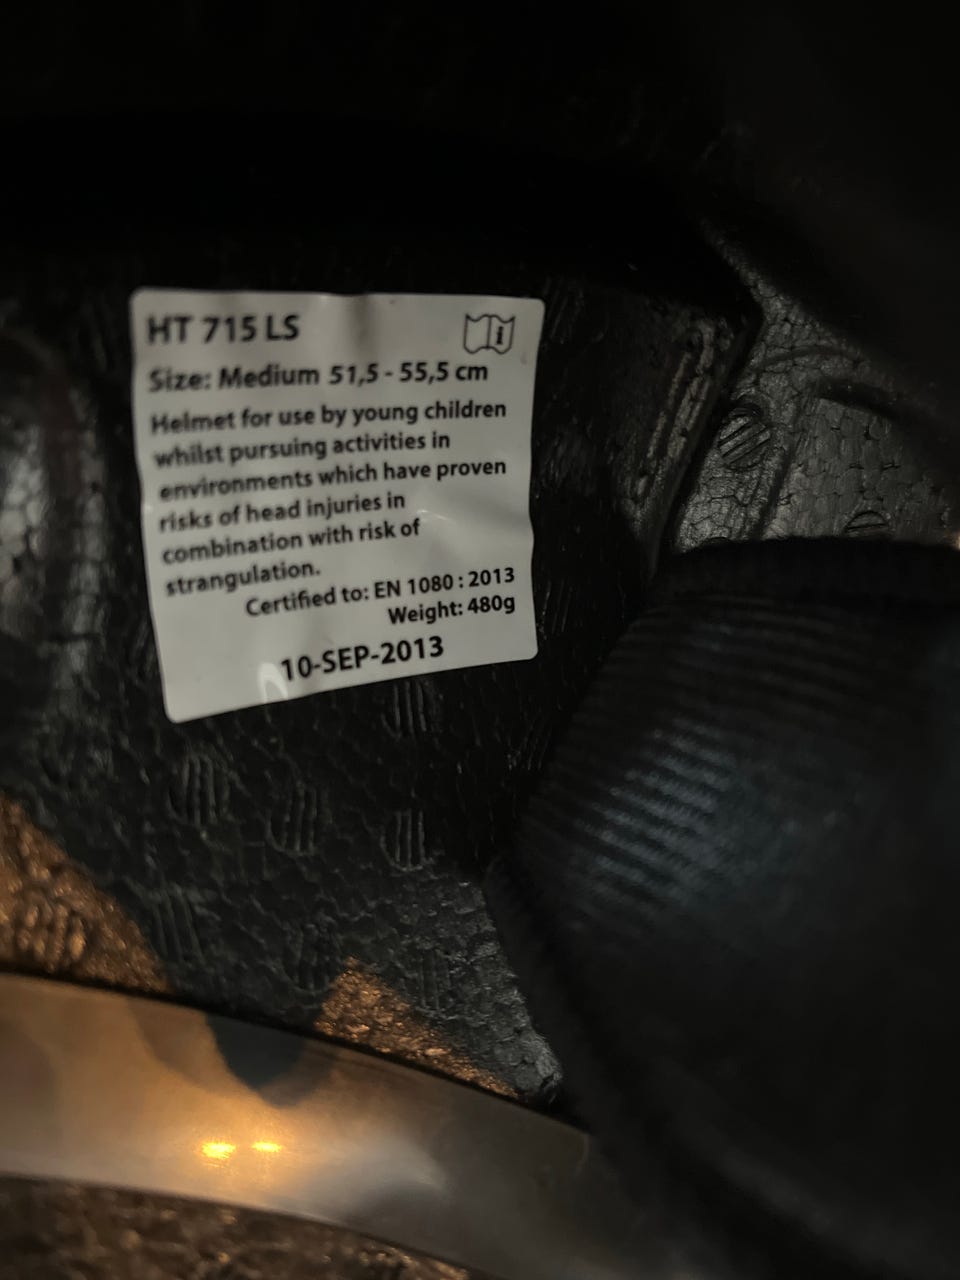 HT 715 LS
i
Size: Medium 51,5 - 55,5 cm
Helmet for use by young children
whilst pursuing activities in
environments which have proven
risks of head injuries in
combination with risk of
strangulation.
Certified to: EN 1080 : 2013
Weight: 480g
10-SEP-2013